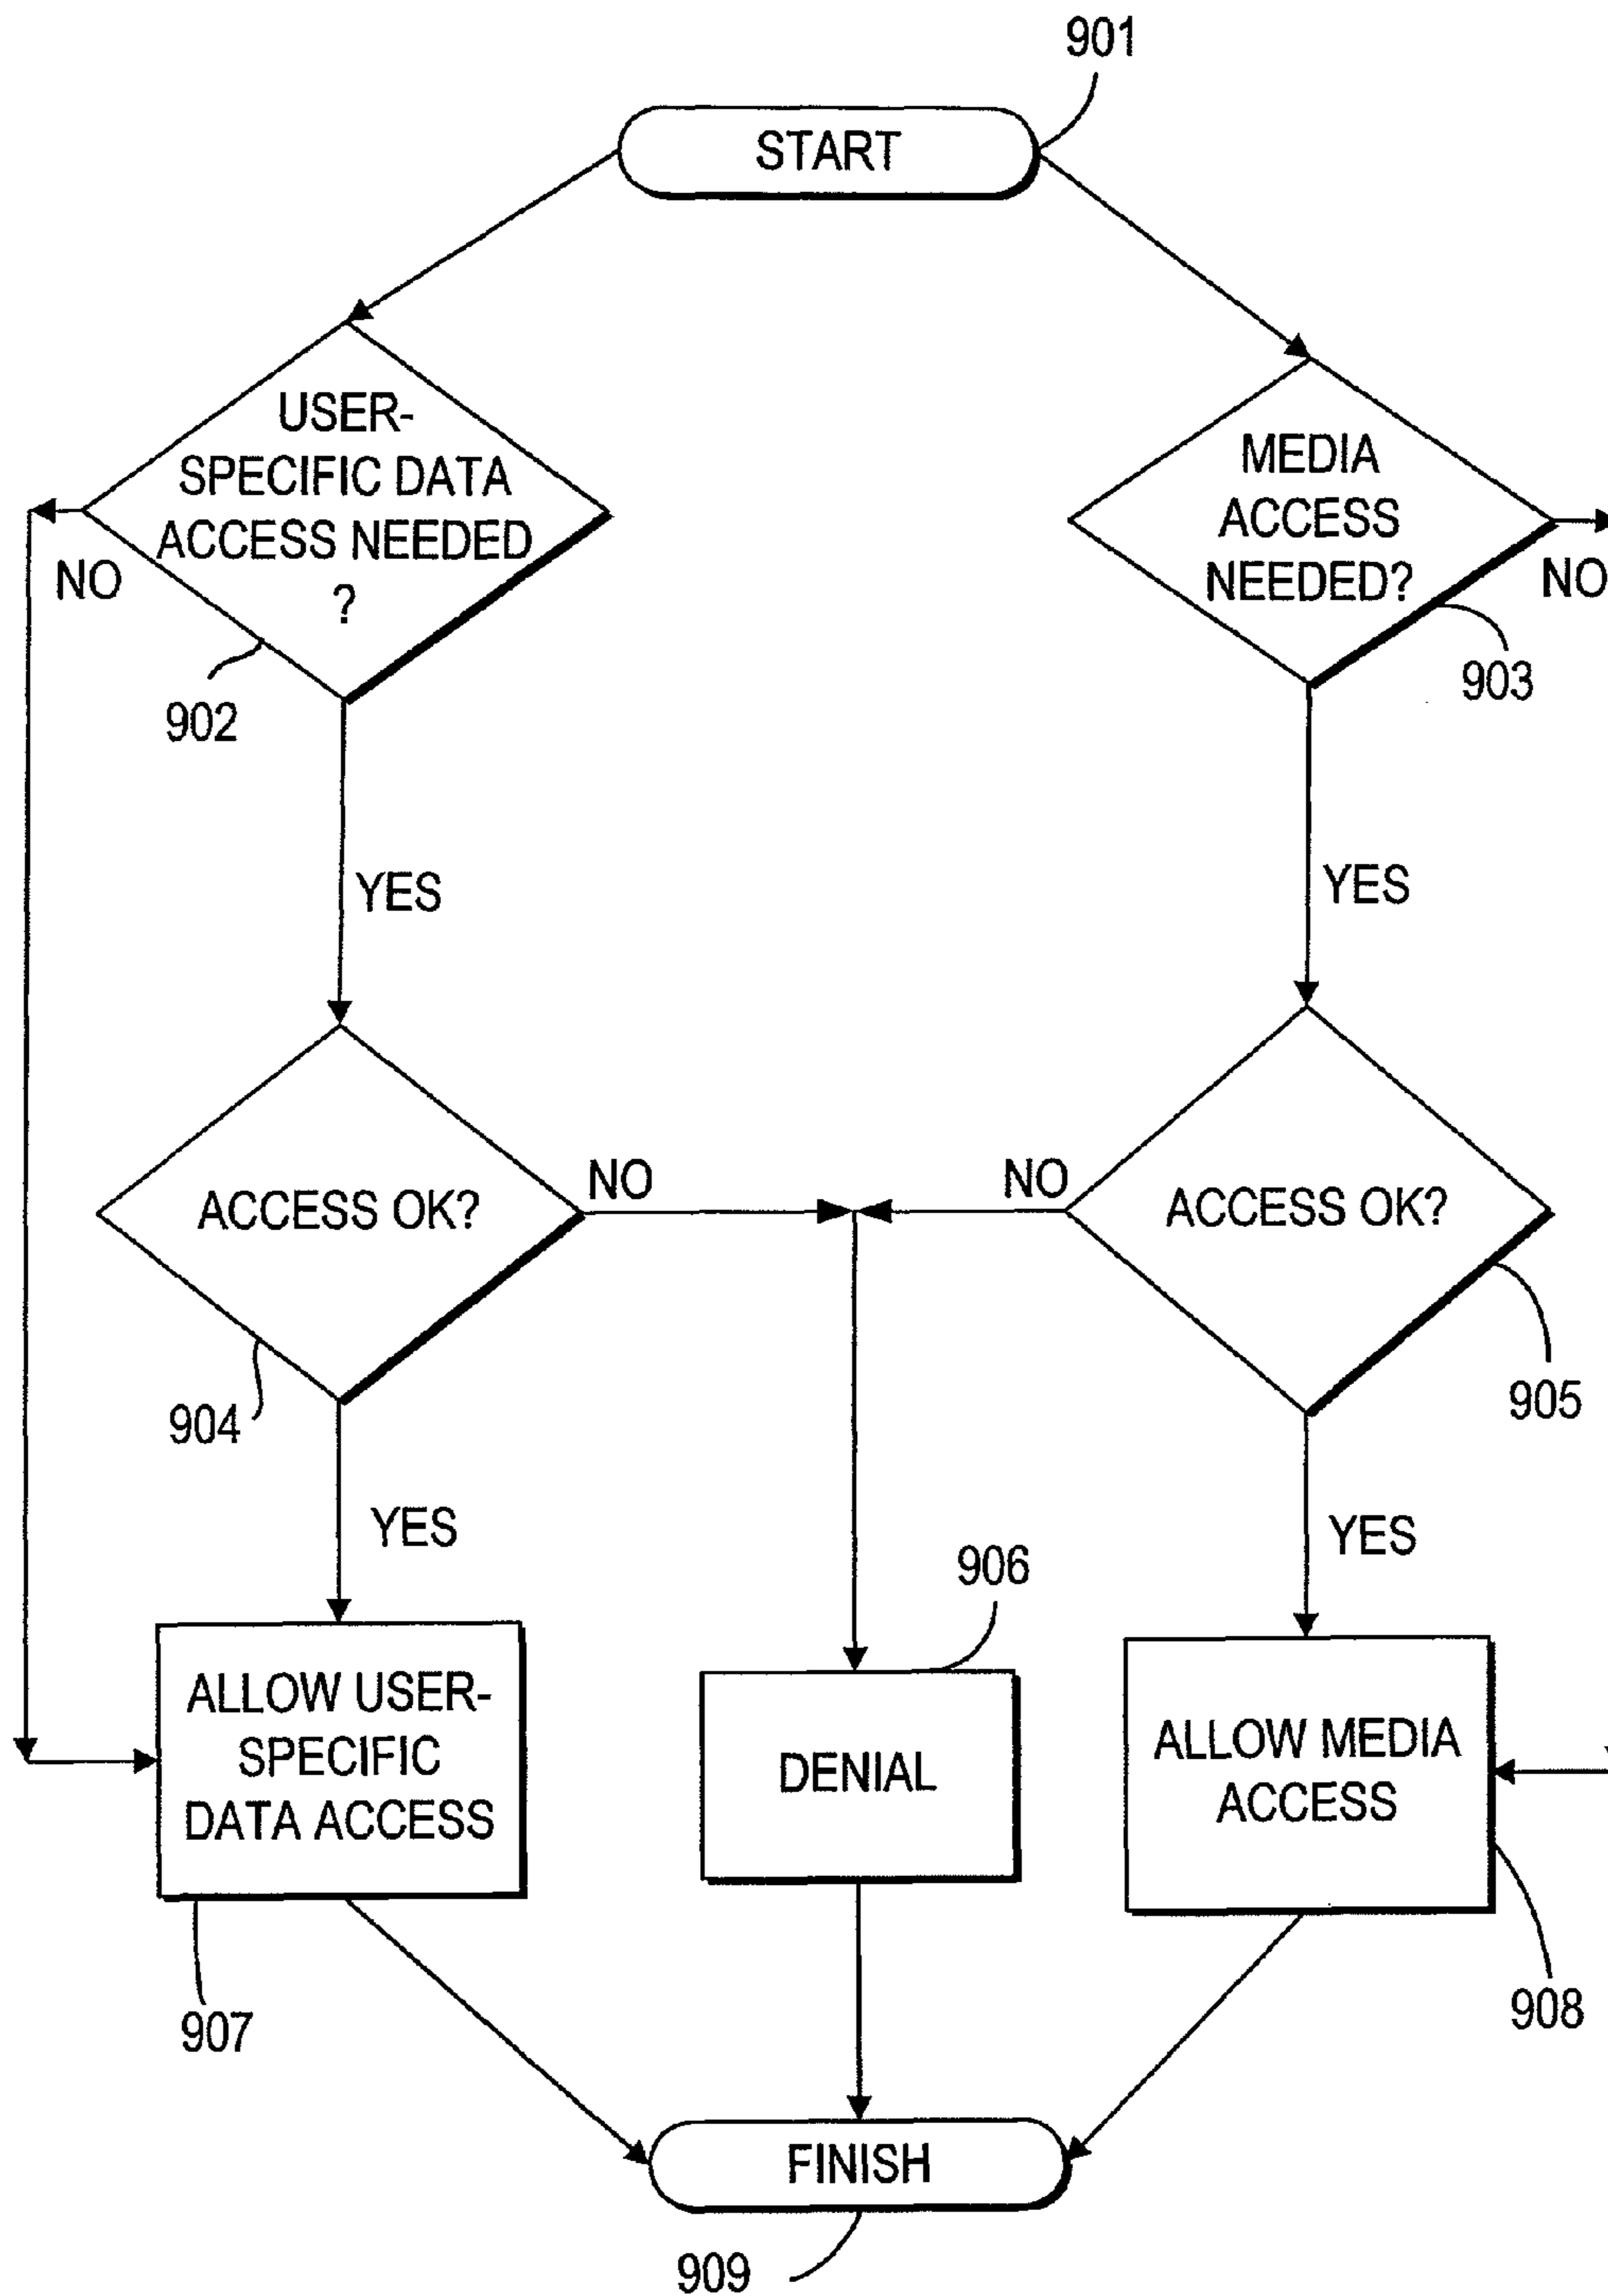 901
START
USER-
SPECIFIC DATA
ACCESS NEEDED
?
NO
902
MEDIA
ACCESS
NEEDED?
NO
903
YES
YES
ACCESS OK?
NO
904
NO
ACCESS OK?
905
YES
YES
906
ALLOW USER-
SPECIFIC
DATA ACCESS
907
DENIAL
ALLOW MEDIA
ACCESS
908
FINISH
909